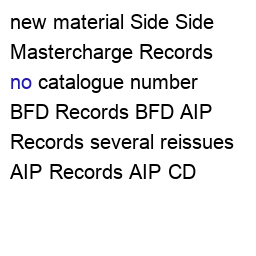 new material Side Side
Mastercharge Records
no catalogue number
BFD Records BFD AIP
Records several reissues
AIP Records AIP CD